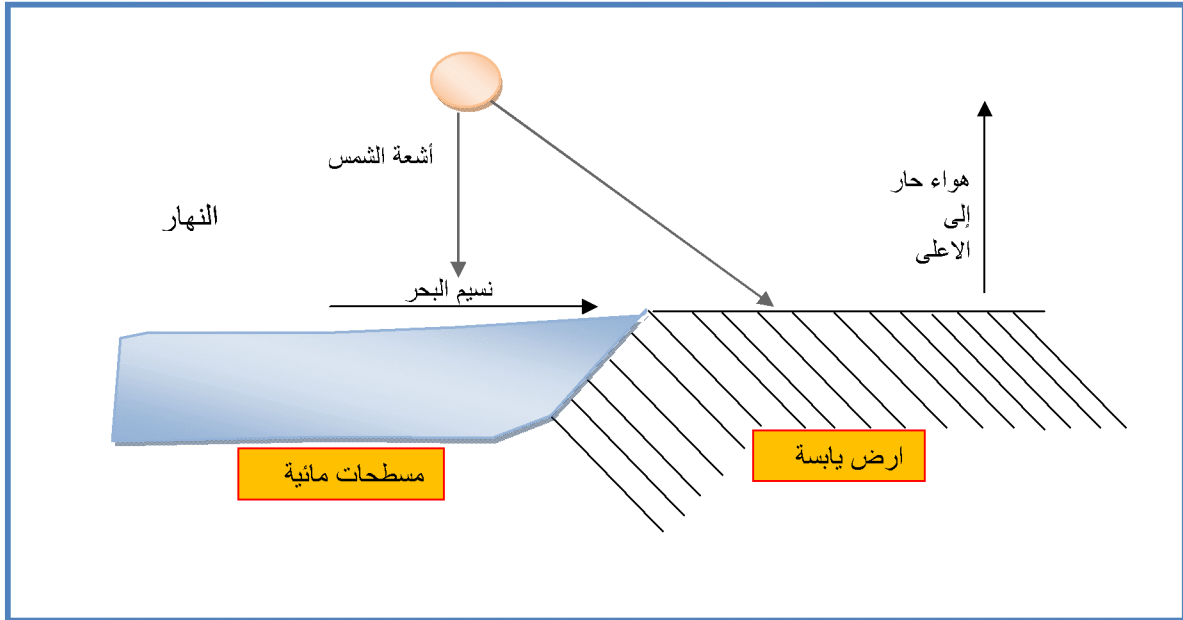 أشعة الشمس
هواء حار
إلى
الاعلى
النهار
نسيم البحر
ارض يابسة
مسطحات مائية